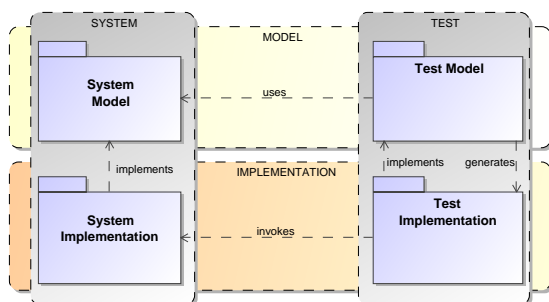 SYSTEM
TEST
MODEL
System
Model
Test Model
uses
implements
implements
generates
IMPLEMENTATION
System
Implementation
Test
Implementation
invokes